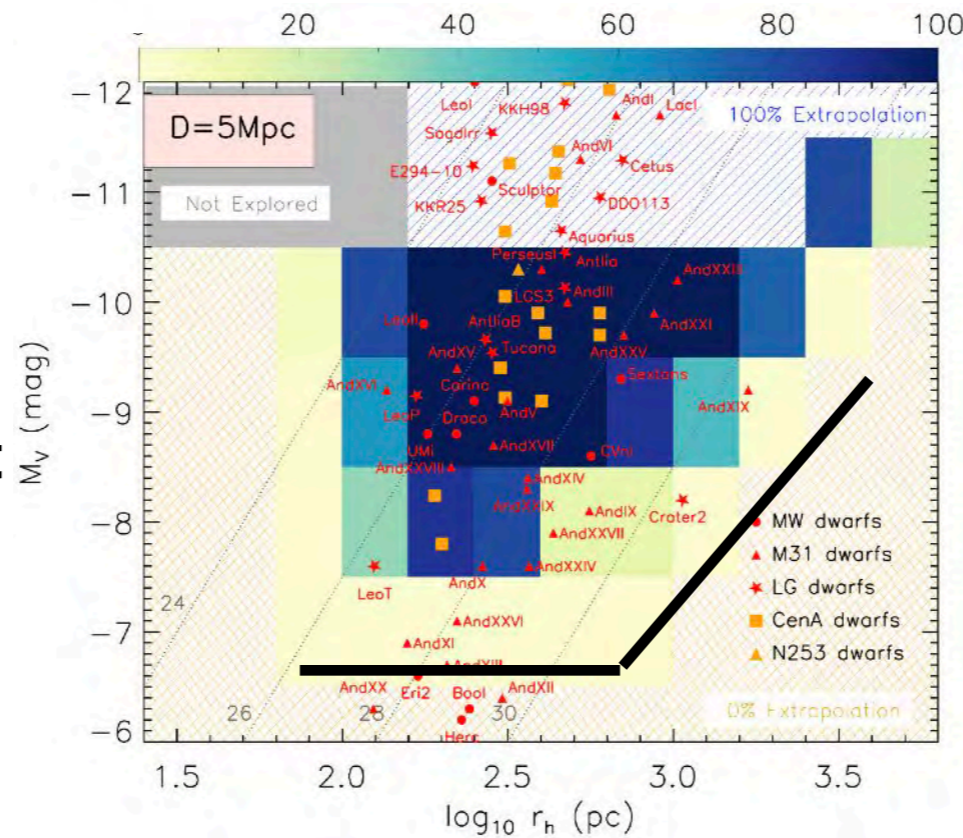 20 40 60 80 100
D=5Mpc
Not Explored
100% Extrapolation
0% Extrapolation
−12
−11
−10
−9
−8
−7
−6
M_V (mag)
1.5 2.0 2.5 3.0 3.5
log₁₀ r_h (pc)
24
26
28
30
LeoI
KKH98
AndI
LacI
SagdIrr
AndVI
E294-10
Cetus
Sculptor
KKR25
DDO113
Aquarius
PerseusI
Antlia
AndXXIII
LGS3
AndIII
LeoII
AntliaB
AndXXI
Tucana
AndXV
AndXXV
AndXVI
Carina
Sextans
LeoP
Draco
AndV
AndXIX
UMi
AndXVII
CVnI
AndXXVIII
AndXIV
AndXXIX
AndIX
Crater2
AndXXVII
LeoT
AndX
AndXXIV
AndXXVI
AndXI
AndXIII
AndXX
Eri2
BooI
AndXII
Herc
MW dwarfs
M31 dwarfs
LG dwarfs
CenA dwarfs
N253 dwarfs